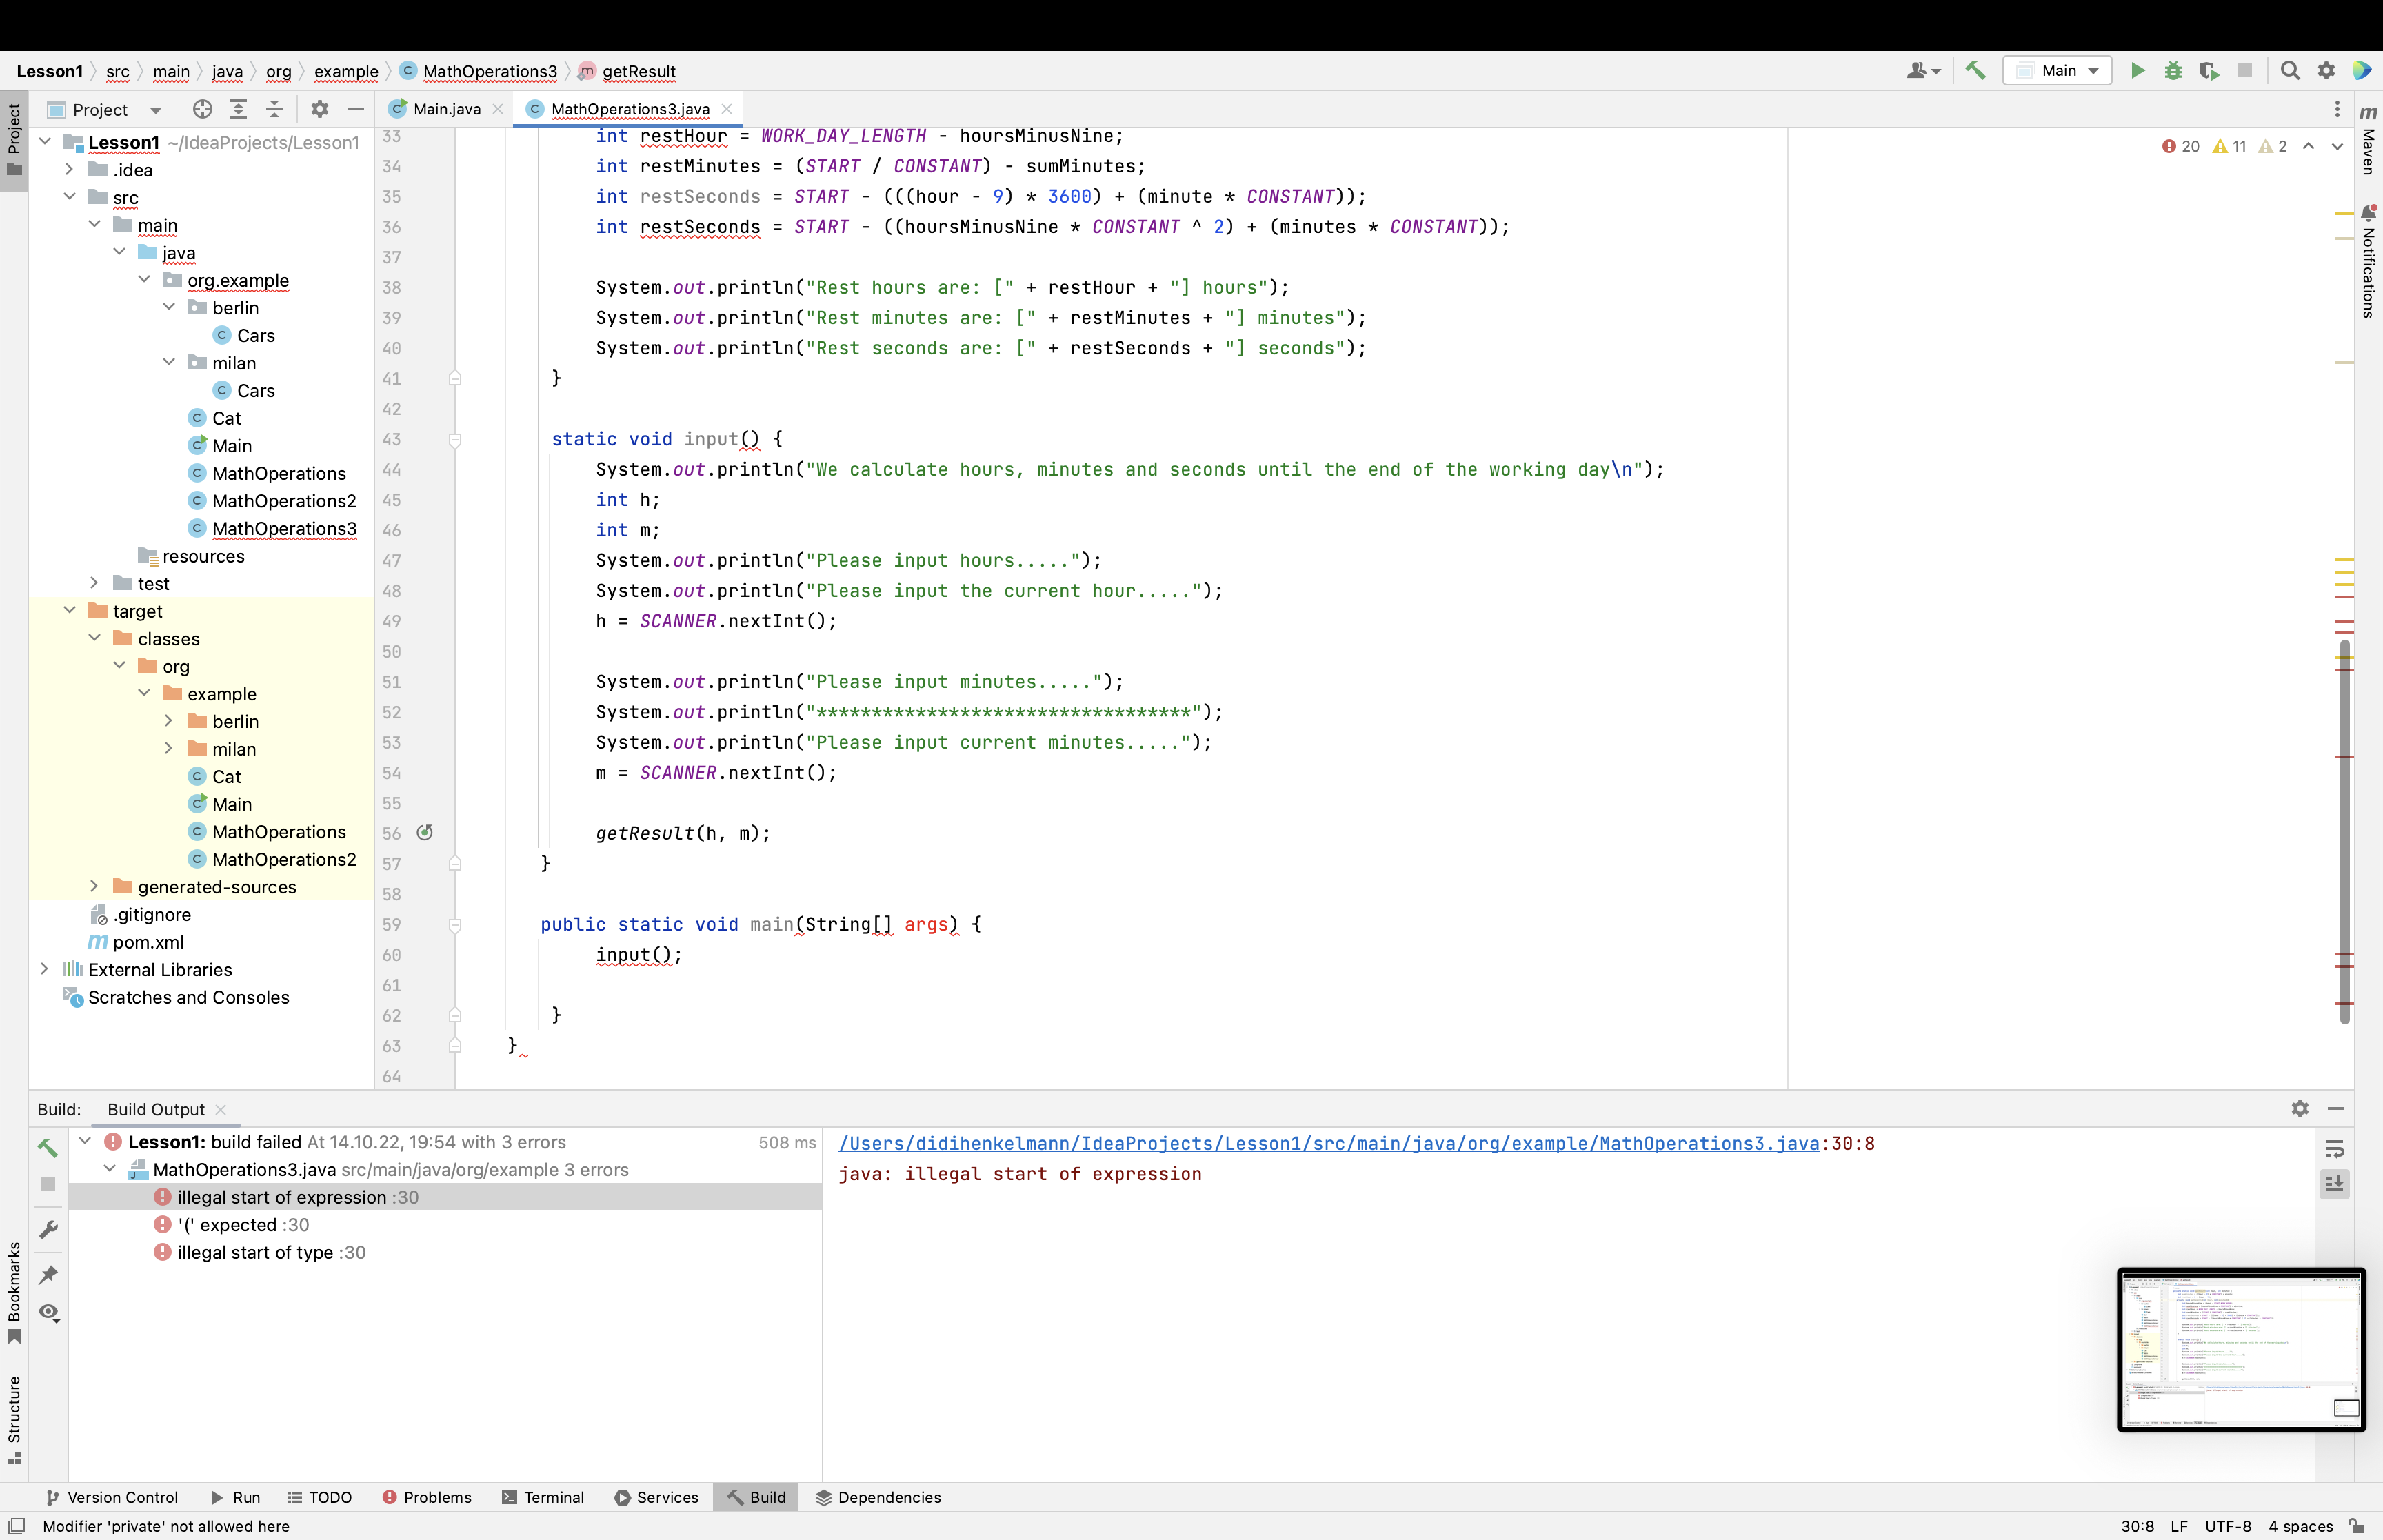 Lesson1 src main java org example MathOperations3 getResult Main
Project Main.java MathOperations3.java
Project
Lesson1 ~/IdeaProjects/Lesson1
.idea
src
main
java
org.example
berlin
Cars
milan
Cars
Cat
Main
MathOperations
MathOperations2
MathOperations3
resources
test
target
classes
org
example
berlin
milan
Cat
Main
MathOperations
MathOperations2
generated-sources
.gitignore
pom.xml
External Libraries
Scratches and Consoles
20 11 2
33 int restHour = WORK_DAY_LENGTH - hoursMinusNine;
34 int restMinutes = (START / CONSTANT) - sumMinutes;
35 int restSeconds = START - (((hour - 9) * 3600) + (minute * CONSTANT));
36 int restSeconds = START - ((hoursMinusNine * CONSTANT ^ 2) + (minutes * CONSTANT));
37
38 System.out.println("Rest hours are: [" + restHour + "] hours");
39 System.out.println("Rest minutes are: [" + restMinutes + "] minutes");
40 System.out.println("Rest seconds are: [" + restSeconds + "] seconds");
41 }
42
43 static void input() {
44 System.out.println("We calculate hours, minutes and seconds until the end of the working day\n");
45 int h;
46 int m;
47 System.out.println("Please input hours.....");
48 System.out.println("Please input the current hour.....");
49 h = SCANNER.nextInt();
50
51 System.out.println("Please input minutes.....");
52 System.out.println("**********************************");
53 System.out.println("Please input current minutes.....");
54 m = SCANNER.nextInt();
55
56 getResult(h, m);
57 }
58
59 public static void main(String[] args) {
60 input();
61
62 }
63 }
64
m Maven
Notifications
Build: Build Output
Lesson1: build failed At 14.10.22, 19:54 with 3 errors 508 ms
MathOperations3.java src/main/java/org/example 3 errors
illegal start of expression :30
'(' expected :30
illegal start of type :30
/Users/didihenkelmann/IdeaProjects/Lesson1/src/main/java/org/example/MathOperations3.java:30:8
java: illegal start of expression
Bookmarks
Structure
Version Control Run TODO Problems Terminal Services Build Dependencies
Modifier 'private' not allowed here 30:8 LF UTF-8 4 spaces